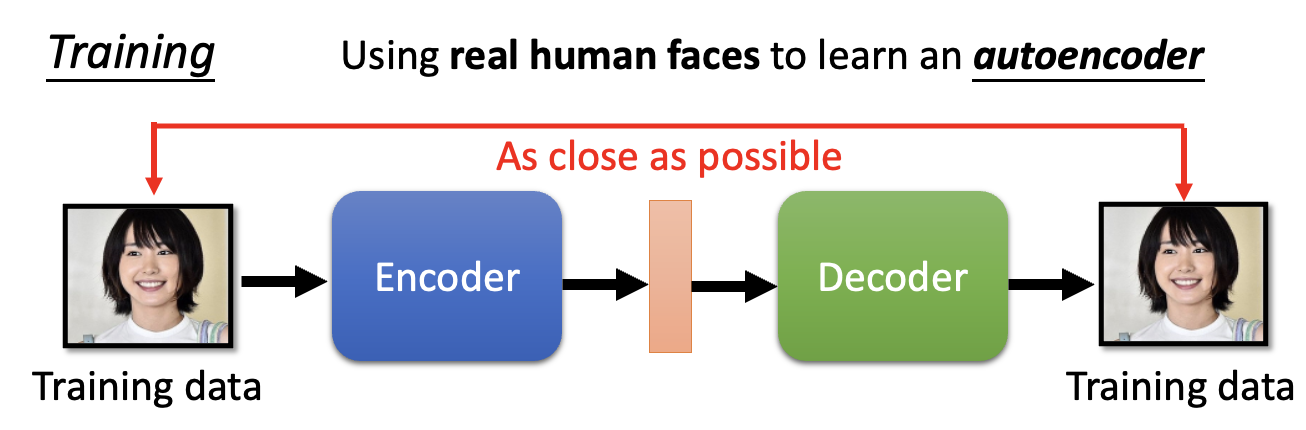 Training
Using real human faces to learn an autoencoder
As close as possible
Encoder
Decoder
Training data
Training data